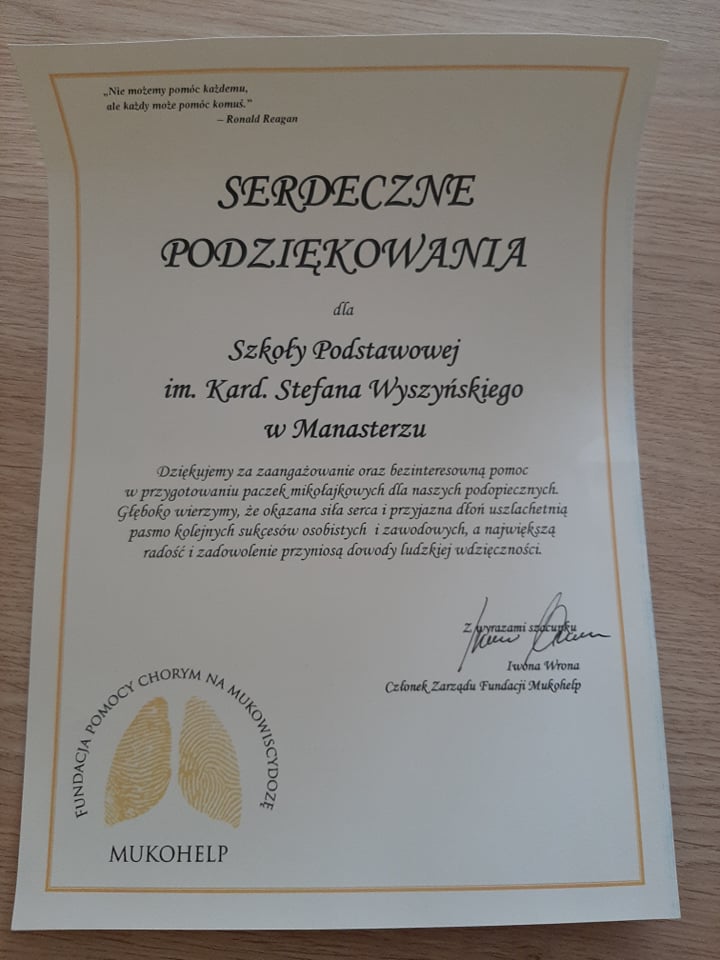 „Nie możemy pomóc każdemu,
ale każdy może pomóc komuś.”
– Ronald Reagan
SERDECZNE
PODZIĘKOWANIA
dla
Szkoły Podstawowej
im. Kard. Stefana Wyszyńskiego
w Manasterzu
Dziękujemy za zaangażowanie oraz bezinteresowną pomoc
w przygotowaniu paczek mikołajkowych dla naszych podopiecznych.
Głęboko wierzymy, że okazana siła serca i przyjazna dłoń uszlachetnią
pasmo kolejnych sukcesów osobistych i zawodowych, a największą
radość i zadowolenie przyniosą dowody ludzkiej wdzięczności.
Z wyrazami szacunku
Iwona Wrona
Członek Zarządu Fundacji Mukohelp
FUNDACJA POMOCY CHORYM NA MUKOWISCYDOZĘ
MUKOHELP